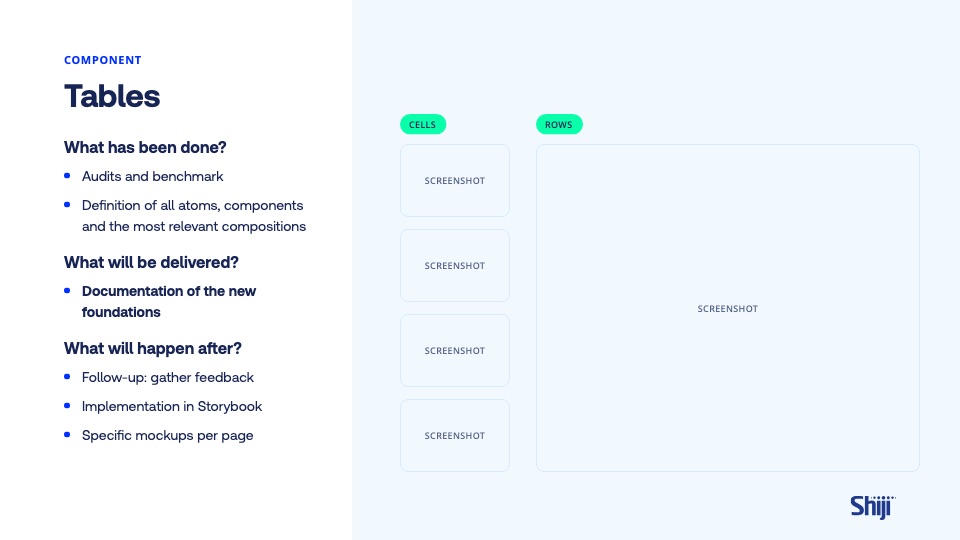 COMPONENT
Tables
What has been done?
Audits and benchmark
Definition of all atoms, components
and the most relevant compositions
What will be delivered?
Documentation of the new
foundations
What will happen after?
Follow-up: gather feedback
Implementation in Storybook
Specific mockups per page
CELLS
SCREENSHOT
SCREENSHOT
SCREENSHOT
SCREENSHOT
ROWS
SCREENSHOT
Shiji